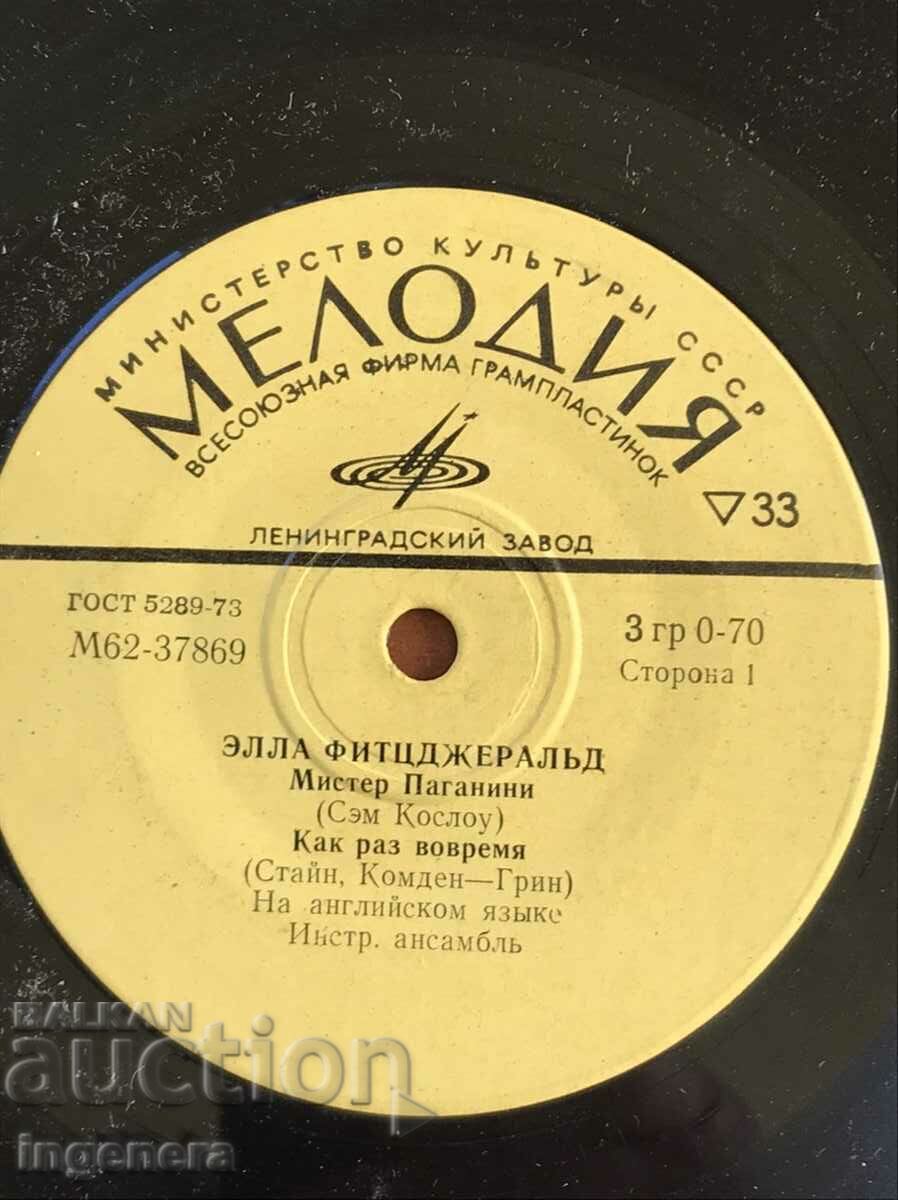 МИНИСТЕРСТВО КУЛЬТУРЫ СССР
МЕЛОДИЯ
ВСЕСОЮЗНАЯ ФИРМА ГРАМПЛАСТИНОК
▽33
ЛЕНИНГРАДСКИЙ ЗАВОД
ГОСТ 5289-73
М62-37869
3 гр 0-70
Сторона 1
ЭЛЛА ФИТЦДЖЕРАЛЬД
Мистер Паганини
(Сэм Кослоу)
Как раз вовремя
(Стайн, Комден—Грин)
На английском языке
Инстр. ансамбль
BALKAN
auction
ingenera